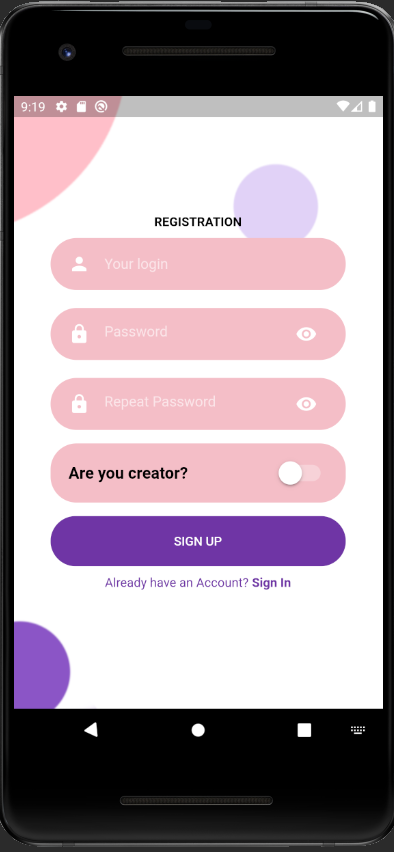 9:19
REGISTRATION
Your login
Password
Repeat Password
Are you creator?
SIGN UP
Already have an Account? Sign In